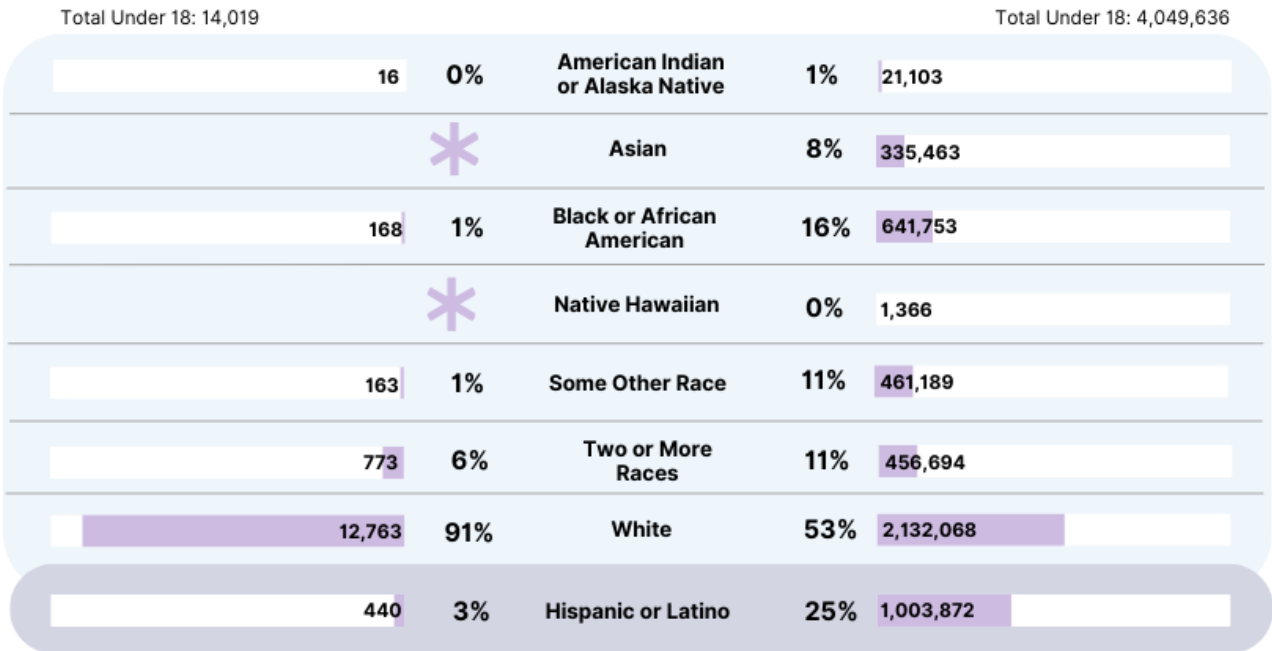 Total Under 18: 14,019
Total Under 18: 4,049,636
16 0% American Indian or Alaska Native 1% 21,103
Asian 8% 335,463
168 1% Black or African American 16% 641,753
Native Hawaiian 0% 1,366
163 1% Some Other Race 11% 461,189
773 6% Two or More Races 11% 456,694
12,763 91% White 53% 2,132,068
440 3% Hispanic or Latino 25% 1,003,872